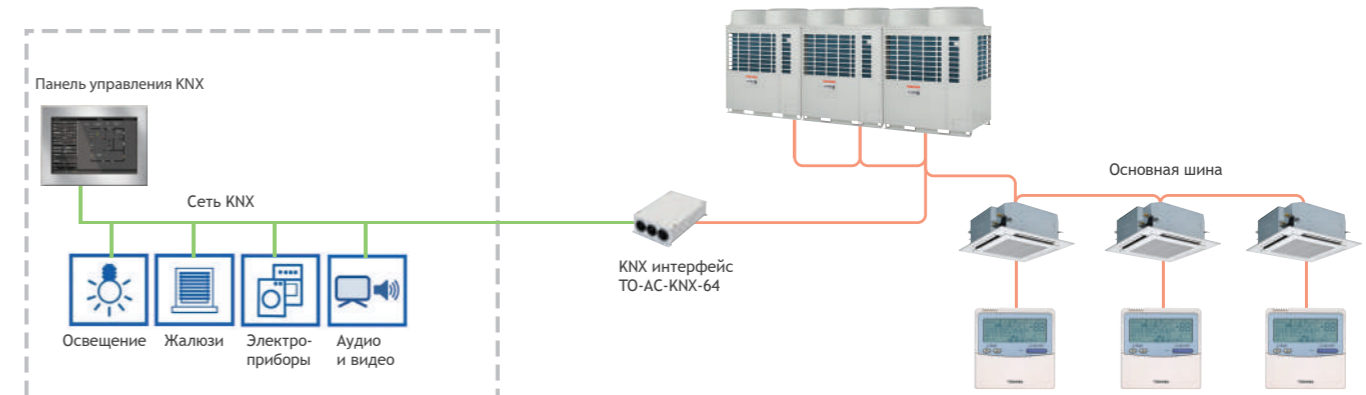 Панель управления KNX
Сеть KNX
Основная шина
KNX интерфейс
TO-AC-KNX-64
Освещение
Жалюзи
Электро-
приборы
Аудио
и видео